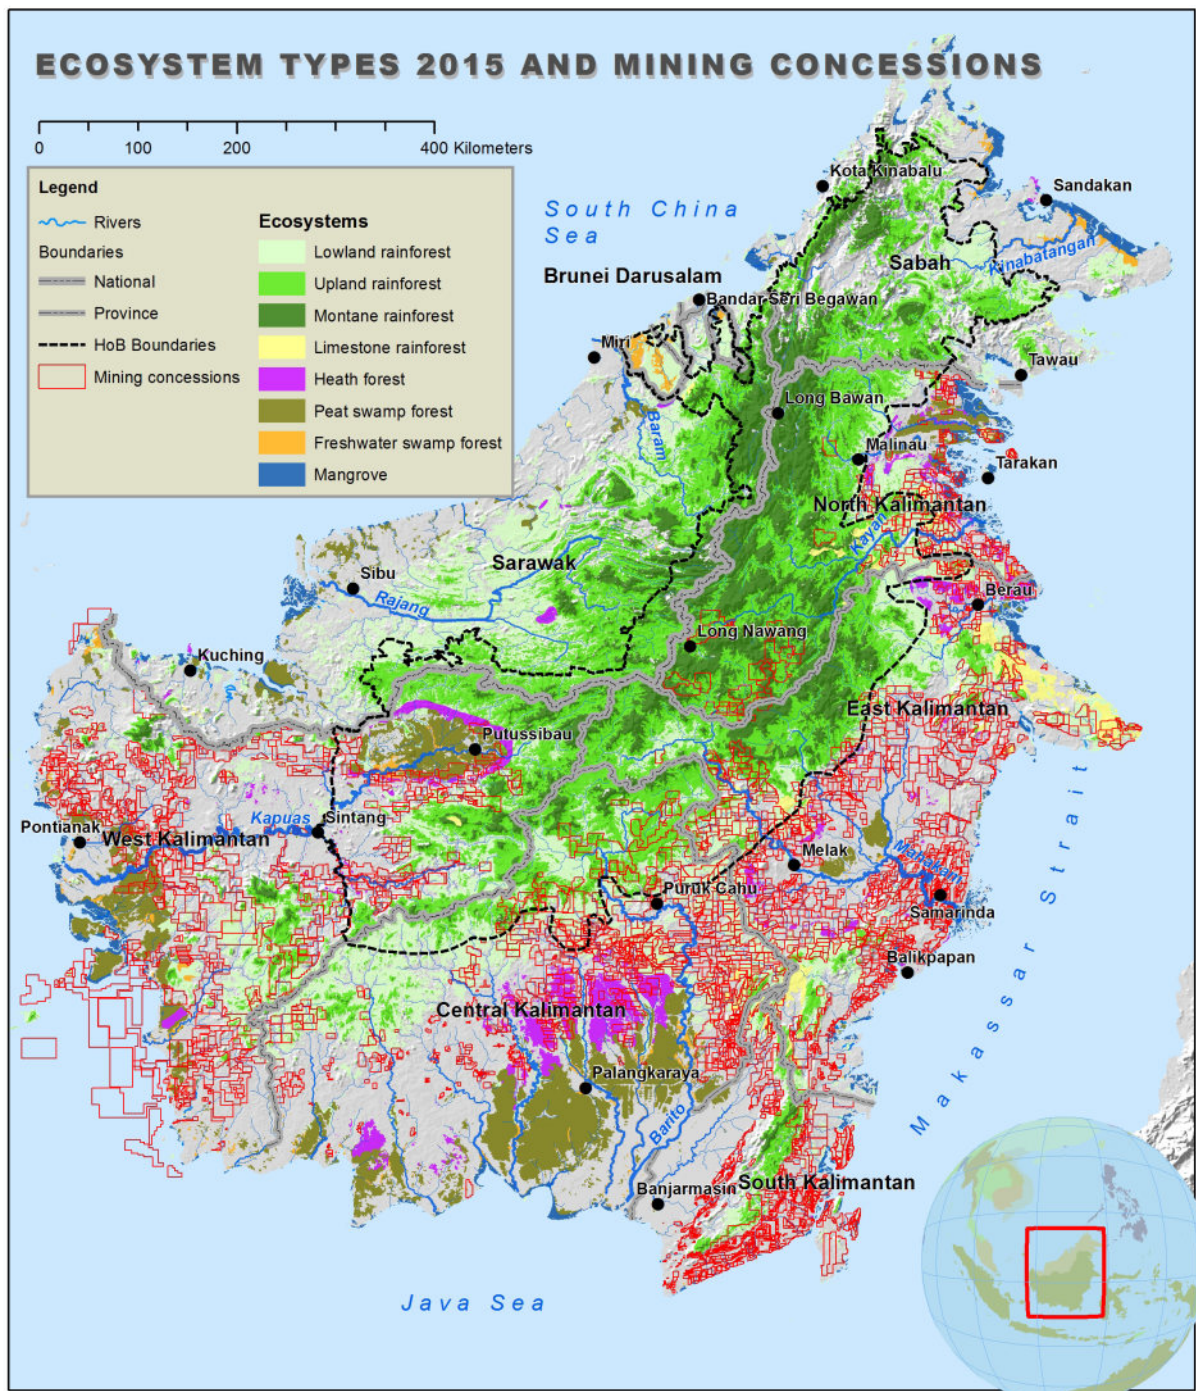 ECOSYSTEM TYPES 2015 AND MINING CONCESSIONS
0 100 200 400 Kilometers
Legend
Rivers
Boundaries
National
Province
HoB Boundaries
Mining concessions
Ecosystems
Lowland rainforest
Upland rainforest
Montane rainforest
Limestone rainforest
Heath forest
Peat swamp forest
Freshwater swamp forest
Mangrove
South China
Sea
Kota Kinabalu
Sandakan
Sabah
Kinabatangan
Brunei Darusalam
Bandar Seri Begawan
Miri
Tawau
Baram
Long Bawan
Malinau
Tarakan
North Kalimantan
Kayan
Sarawak
Sibu
Rajang
Berau
Long Nawang
Kuching
East Kalimantan
Putussibau
Pontianak
West Kalimantan
Kapuas
Sintang
Melak
Mahakam
Samarinda
Puruk Cahu
Balikpapan
Makassar Strait
Central Kalimantan
Palangkaraya
Barito
Banjarmasin
South Kalimantan
Java Sea